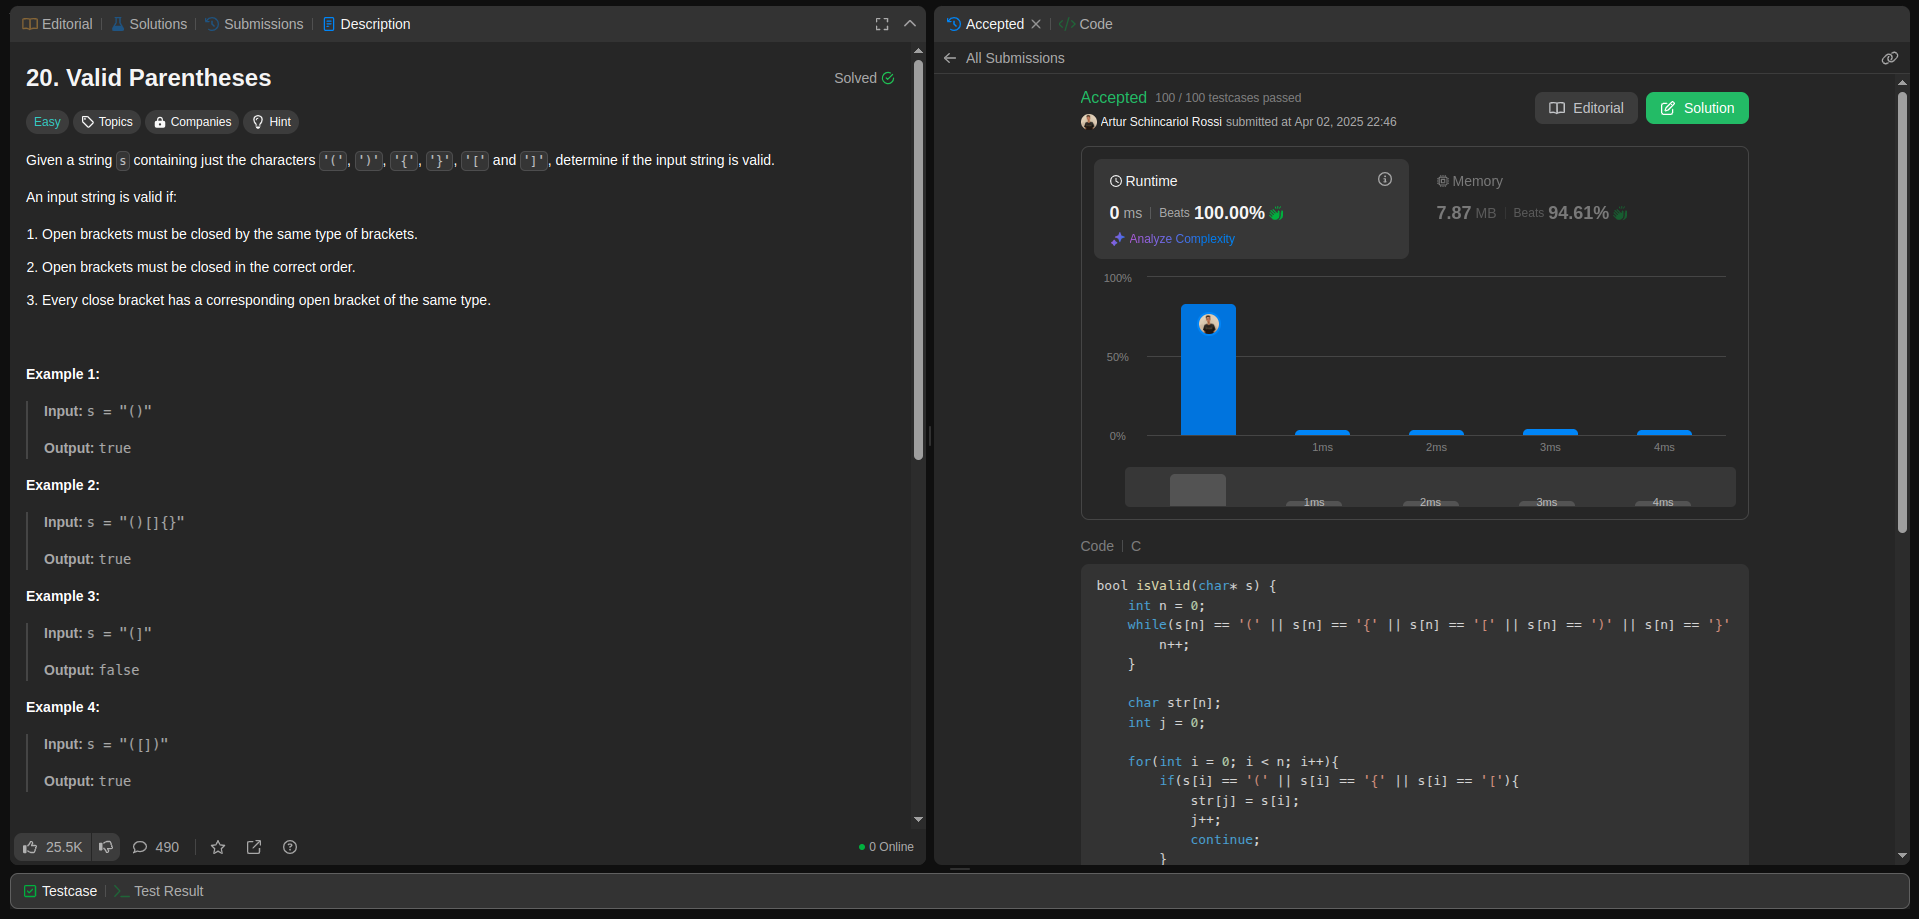 Editorial | Solutions | Submissions | Description
20. Valid Parentheses
Solved
Easy Topics Companies Hint
Given a string s containing just the characters '(', ')', '{', '}', '[' and ']', determine if the input string is valid.
An input string is valid if:
1. Open brackets must be closed by the same type of brackets.
2. Open brackets must be closed in the correct order.
3. Every close bracket has a corresponding open bracket of the same type.
Example 1:
Input: s = "()"
Output: true
Example 2:
Input: s = "()[]{}"
Output: true
Example 3:
Input: s = "(]"
Output: false
Example 4:
Input: s = "([])"
Output: true
25.5K 490
0 Online
Accepted | Code
All Submissions
Accepted 100 / 100 testcases passed
Artur Schincariol Rossi submitted at Apr 02, 2025 22:46
Editorial Solution
Runtime
0 ms | Beats 100.00%
Analyze Complexity
Memory
7.87 MB | Beats 94.61%
100%
50%
0%
1ms 2ms 3ms 4ms
1ms 2ms 3ms 4ms
Code | C
bool isValid(char* s) {
int n = 0;
while(s[n] == '(' || s[n] == '{' || s[n] == '[' || s[n] == ')' || s[n] == '}'
n++;
}
char str[n];
int j = 0;
for(int i = 0; i < n; i++){
if(s[i] == '(' || s[i] == '{' || s[i] == '['){
str[j] = s[i];
j++;
continue;
}
Testcase | Test Result